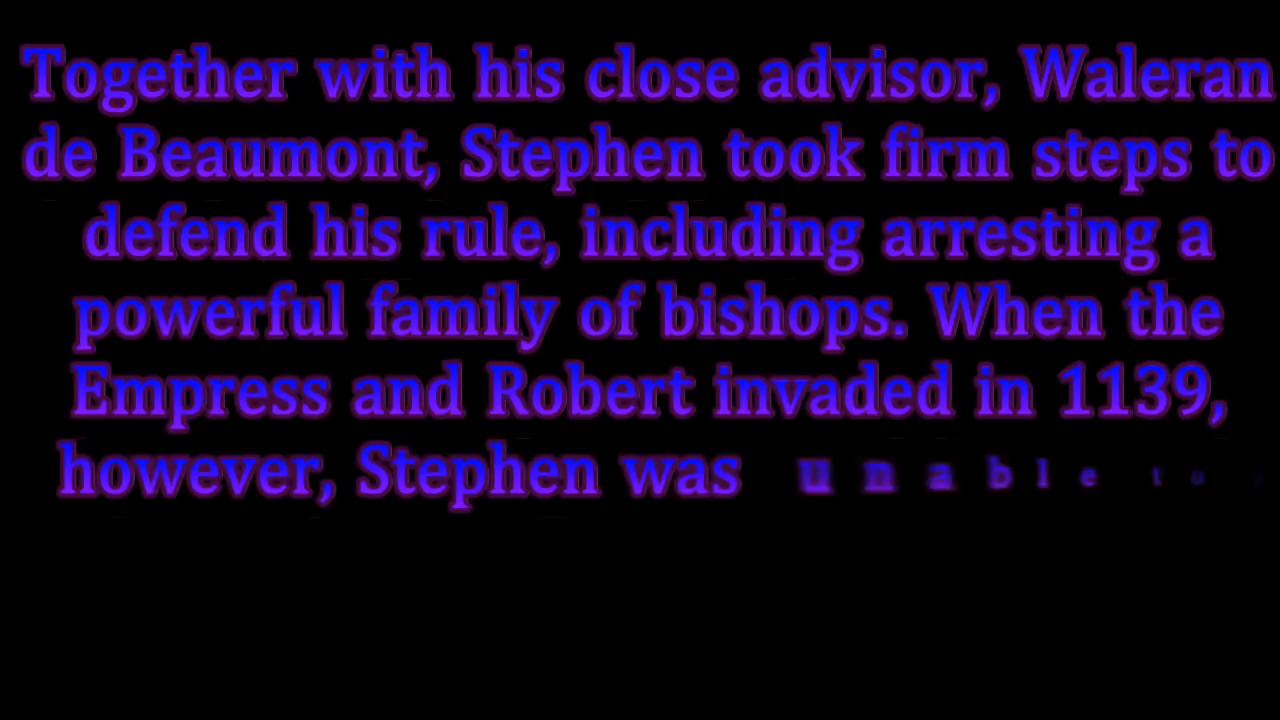 Together with his close advisor, Waleran
de Beaumont, Stephen took firm steps to
defend his rule, including arresting a
powerful family of bishops. When the
Empress and Robert invaded in 1139,
however, Stephen was unable to